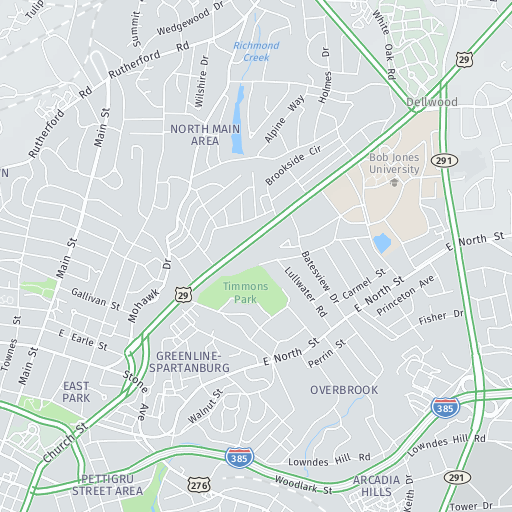 Tulip
Summit
Wedgewood Dr
Richmond
Creek
White Oak Rd
29
Rutherford Rd
Wilshire Dr
Holmes Dr
Dellwood
Rutherford Rd
Main St
Alpine Way
NORTH MAIN
AREA
Bob Jones
University
291
Brookside Cir
E North St
Main St
Mohawk Dr
Batesview Dr
Lullwater Rd
Carmel St
E North St
Princeton Ave
Timmons
Park
Gallivan St
29
Fisher Dr
E Earle St
GREENLINE-
SPARTANBURG
E North St
Perrin St
Townes St
Main St
Stone Ave
EAST
PARK
OVERBROOK
Walnut St
385
Church St
385
Lowndes Hill Rd
Lowndes Hill Rd
PETTIGRU
STREET AREA
276
Woodlark St
ARCADIA
HILLS
Keith Dr
291
Tower Dr